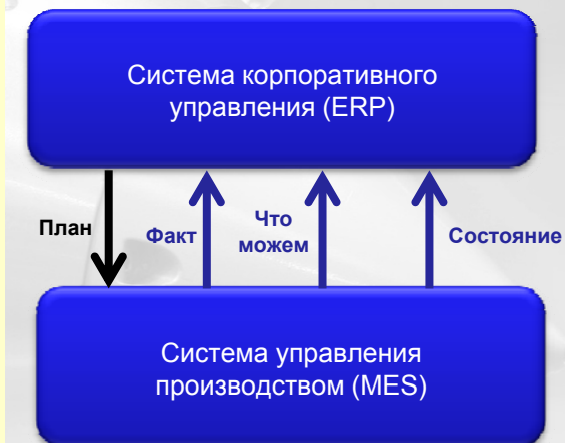 Система корпоративного
управления (ERP)
План
Факт
Что
можем
Состояние
Система управления
производством (MES)